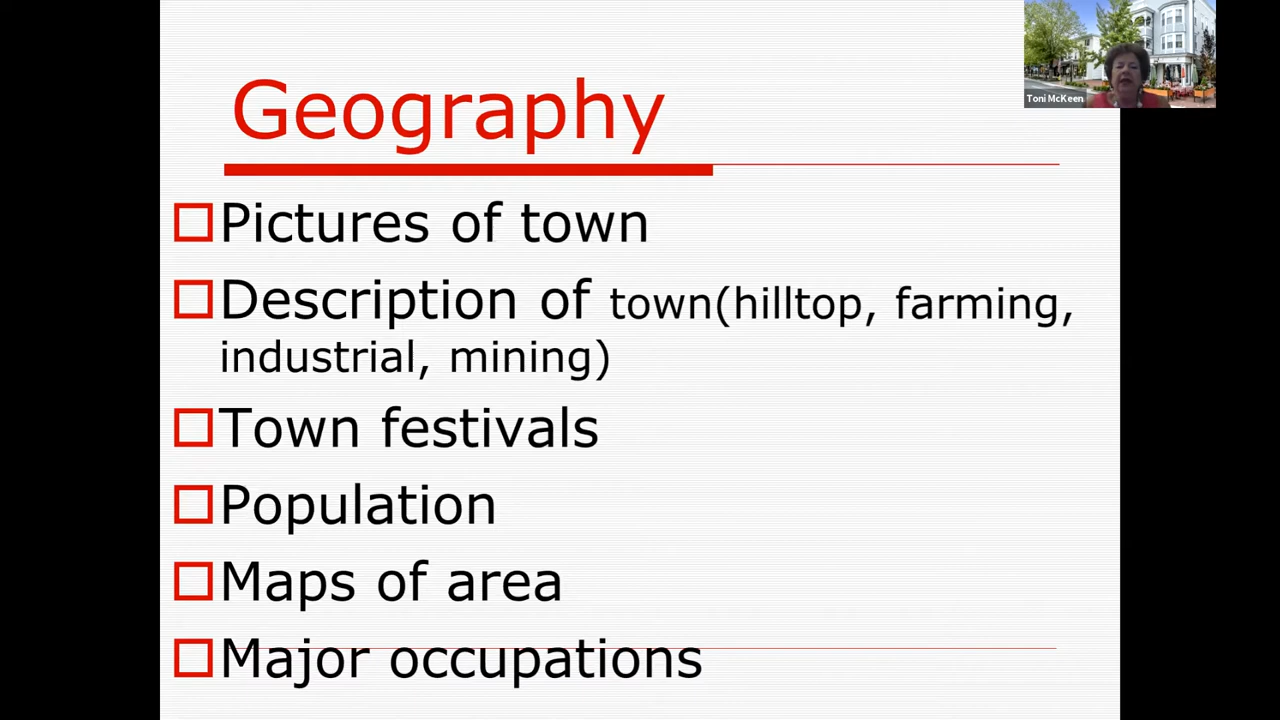 Geography
Toni McKeen
Pictures of town
Description of town(hilltop, farming,
industrial, mining)
Town festivals
Population
Maps of area
Major occupations